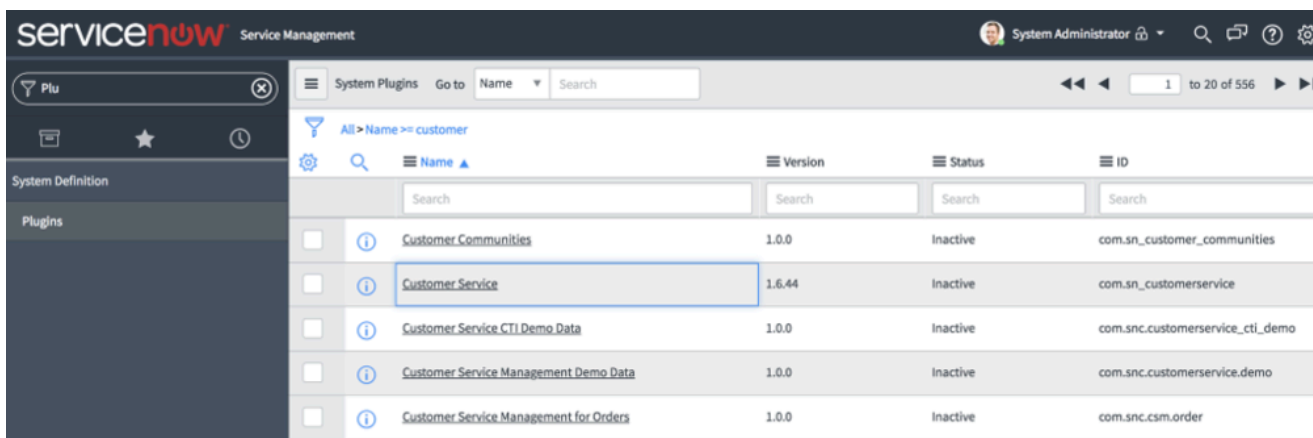 servicenow Service Management System Administrator
Plu System Plugins Go to Name Search 1 to 20 of 556
All > Name >= customer
Name Version Status ID
System Definition
Search Search Search Search
Plugins
Customer Communities 1.0.0 Inactive com.sn_customer_communities
Customer Service 1.6.44 Inactive com.sn_customerservice
Customer Service CTI Demo Data 1.0.0 Inactive com.snc.customerservice_cti_demo
Customer Service Management Demo Data 1.0.0 Inactive com.snc.customerservice.demo
Customer Service Management for Orders 1.0.0 Inactive com.snc.csm.order